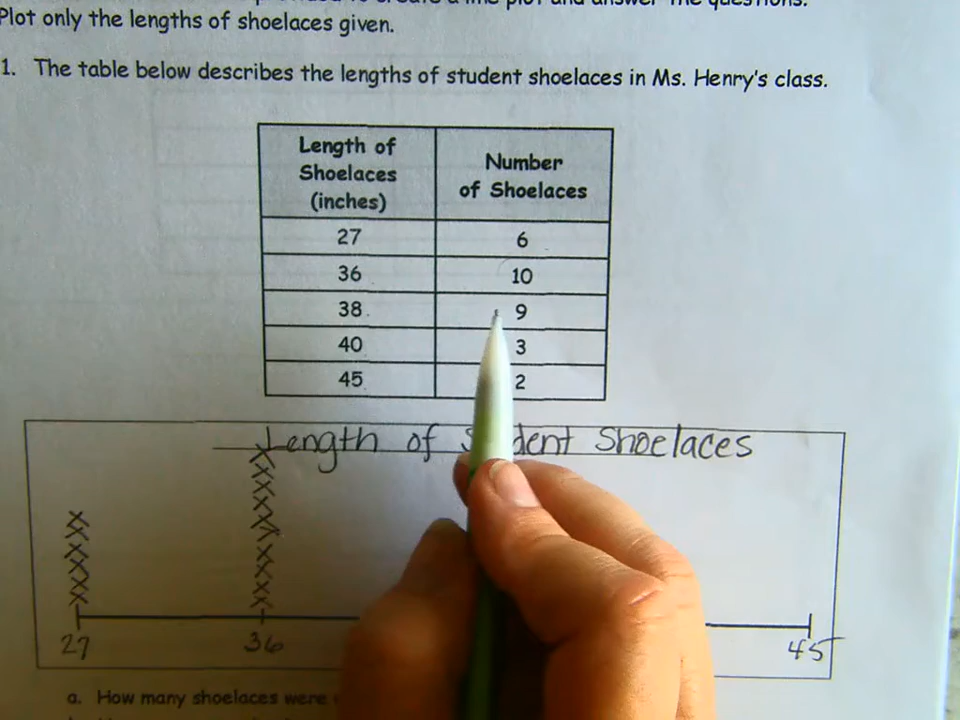 Plot only the lengths of shoelaces given.
1. The table below describes the lengths of student shoelaces in Ms. Henry's class.
Length of Shoelaces (inches) Number of Shoelaces
27 6
36 10
38 9
40 3
45 2
Length of Student Shoelaces
27 36 45
a. How many shoelaces were